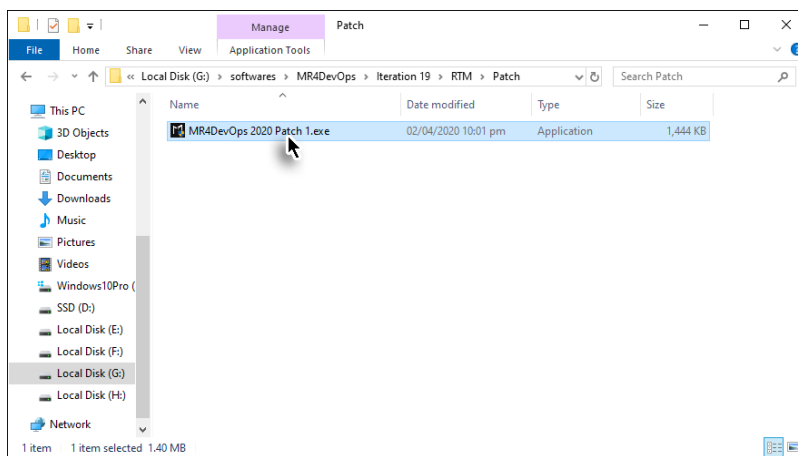 Manage Patch
File Home Share View Application Tools
« Local Disk (G:) › softwares › MR4DevOps › Iteration 19 › RTM › Patch Search Patch
Name Date modified Type Size
MR4DevOps 2020 Patch 1.exe 02/04/2020 10:01 pm Application 1,444 KB
This PC
3D Objects
Desktop
Documents
Downloads
Music
Pictures
Videos
Windows10Pro (
SSD (D:)
Local Disk (E:)
Local Disk (F:)
Local Disk (G:)
Local Disk (H:)
Network
1 item 1 item selected 1.40 MB